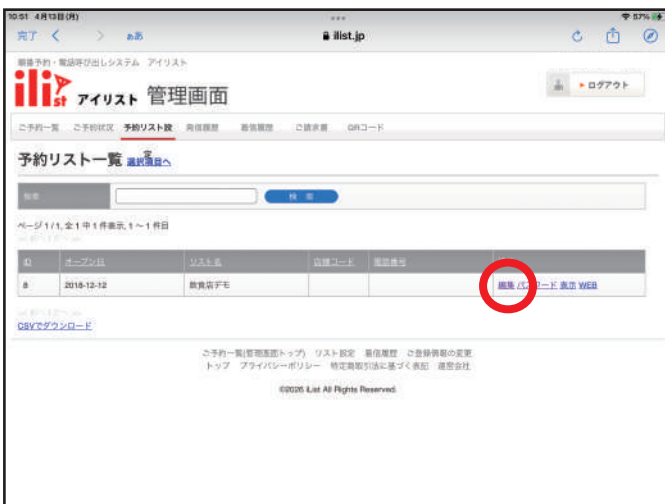 10:51 4月13日(月)
57%
完了
ああ
ilist.jp
順番予約・電話呼び出しシステム アイリスト
ilist アイリスト 管理画面
ログアウト
ご予約一覧 ご予約状況 予約リスト設定 発信履歴 着信履歴 ご請求書 QRコード
予約リスト一覧 選択項目へ
検索
検 索
ページ 1 / 1, 全 1 中 1 件表示, 1 ~ 1 件目
ID オープン日 リスト名 店舗コード 電話番号
8 2018-12-12 飲食店デモ 編集 パスワード 表示 WEB
CSVでダウンロード
ご予約一覧(管理画面トップ) リスト設定 着信履歴 ご登録情報の変更
トップ プライバシーポリシー 特定商取引法に基づく表記 運営会社
©2026 iList All Rights Reserved.